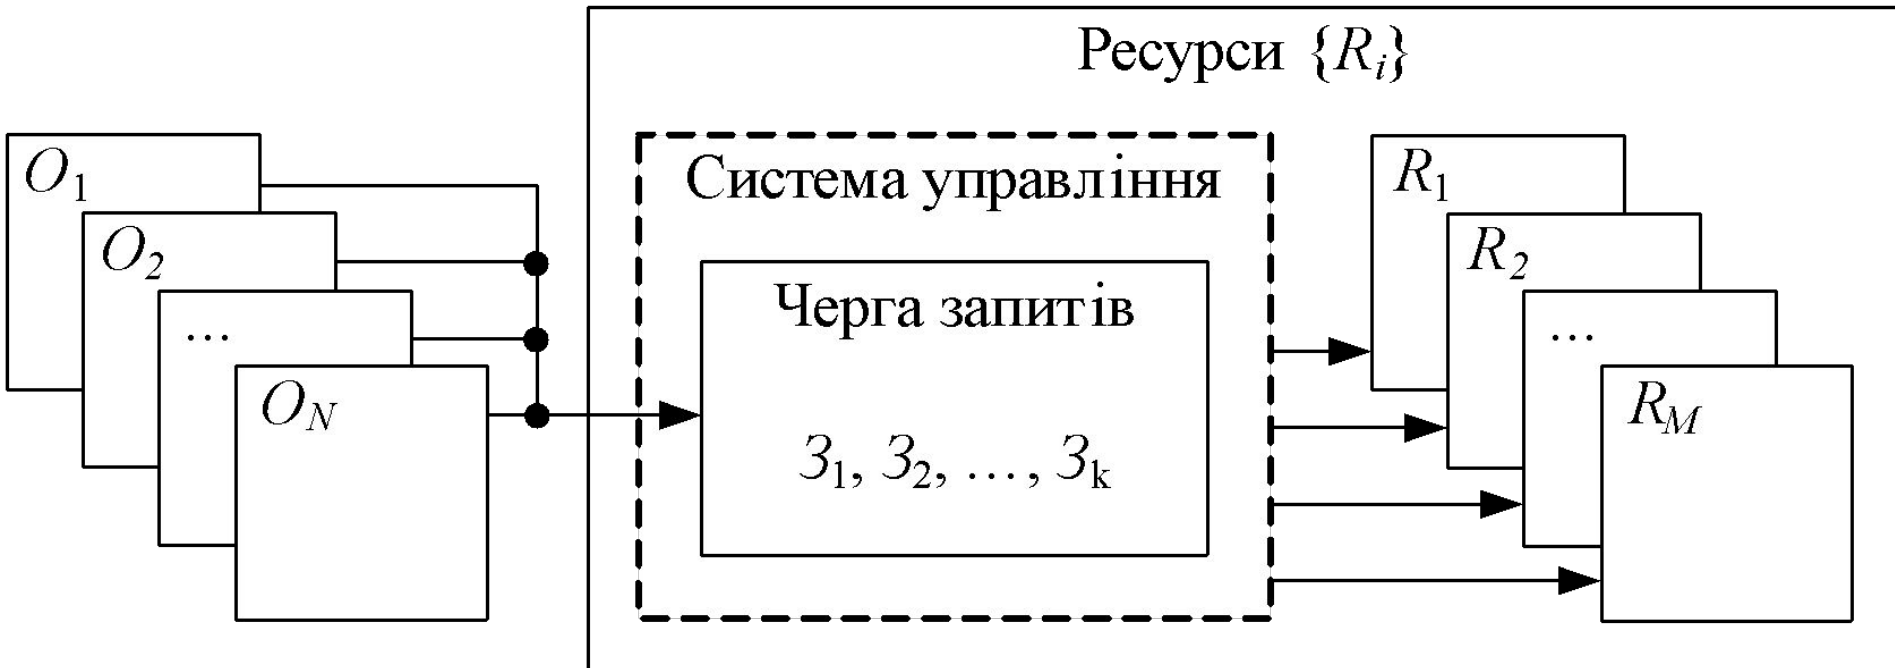 Ресурси {Ri}
O1
O2
...
ON
Система управління
Черга запитів
З1, З2, ..., Зk
R1
R2
...
RM